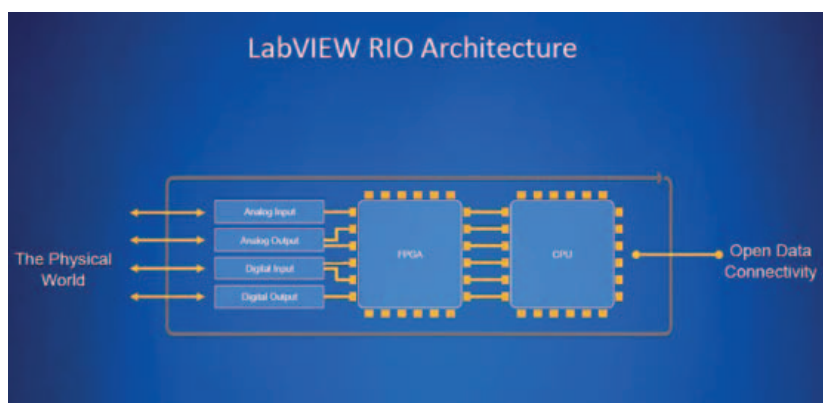 LabVIEW RIO Architecture
The Physical
World
Analog Input
Analog Output
Digital Input
Digital Output
FPGA
CPU
Open Data
Connectivity